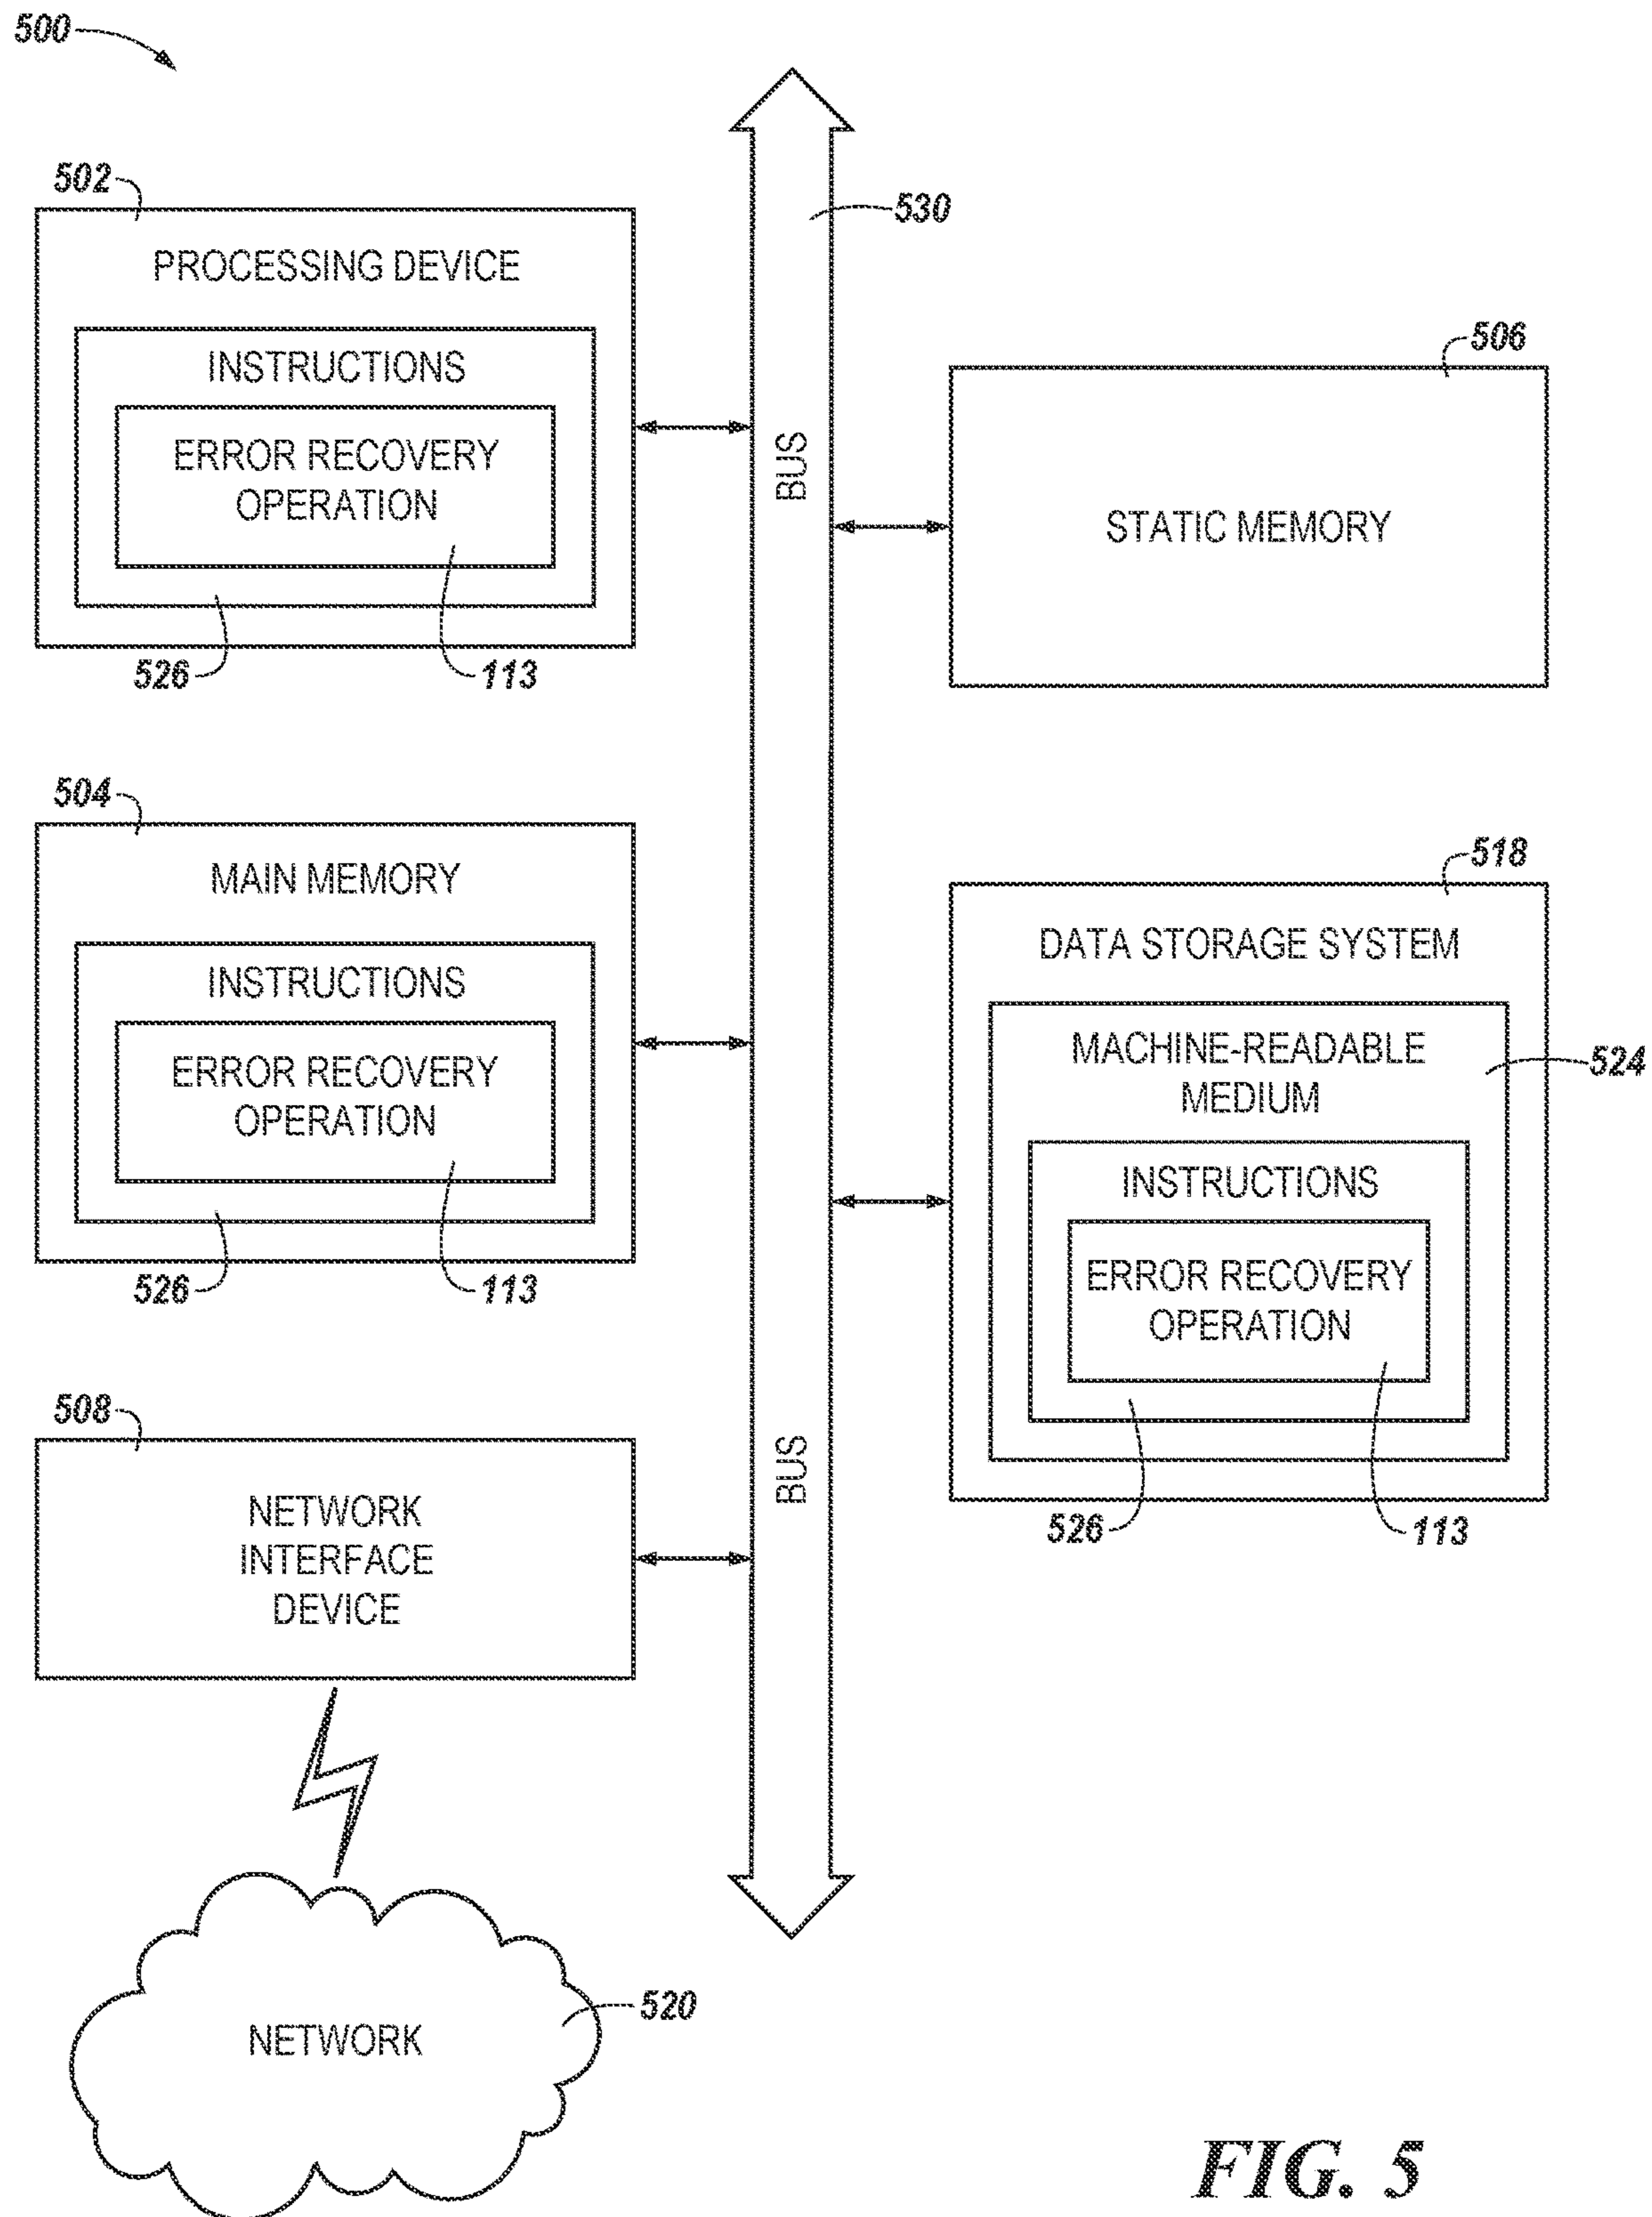 500
502
PROCESSING DEVICE
INSTRUCTIONS
ERROR RECOVERY
OPERATION
526
113
504
MAIN MEMORY
INSTRUCTIONS
ERROR RECOVERY
OPERATION
526
113
508
NETWORK
INTERFACE
DEVICE
NETWORK
520
530
BUS
BUS
506
STATIC MEMORY
518
DATA STORAGE SYSTEM
MACHINE-READABLE
MEDIUM
524
INSTRUCTIONS
ERROR RECOVERY
OPERATION
526
113
FIG. 5